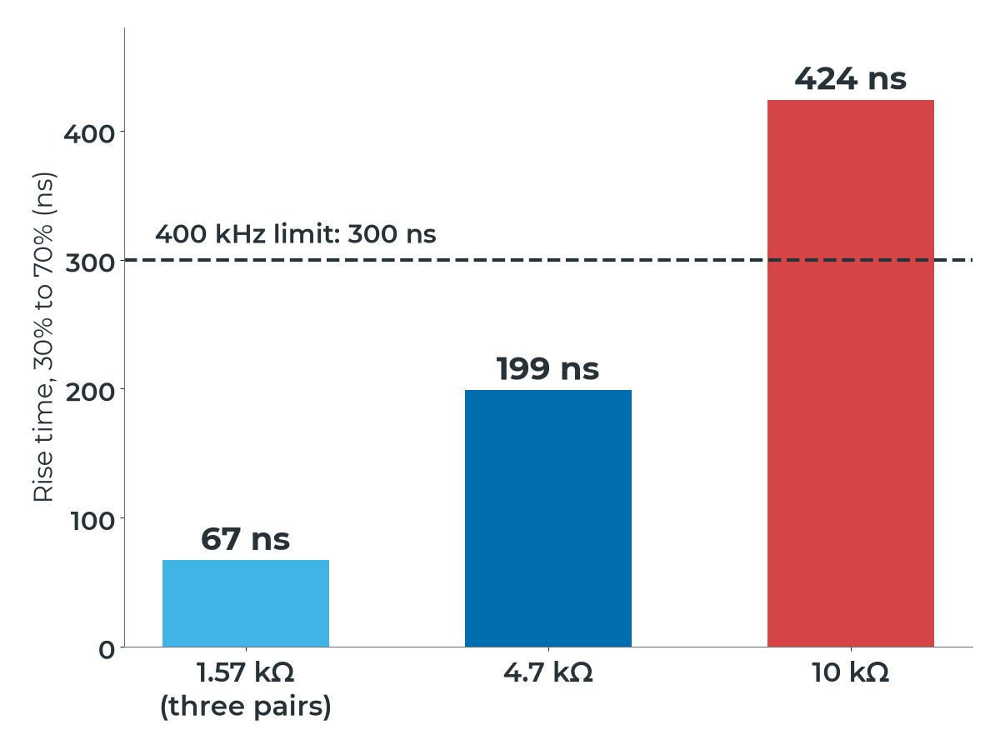 424 ns
400
400 kHz limit: 300 ns
300
199 ns
200
67 ns
100
0
Rise time, 30% to 70% (ns)
1.57 kΩ
(three pairs)
4.7 kΩ
10 kΩ